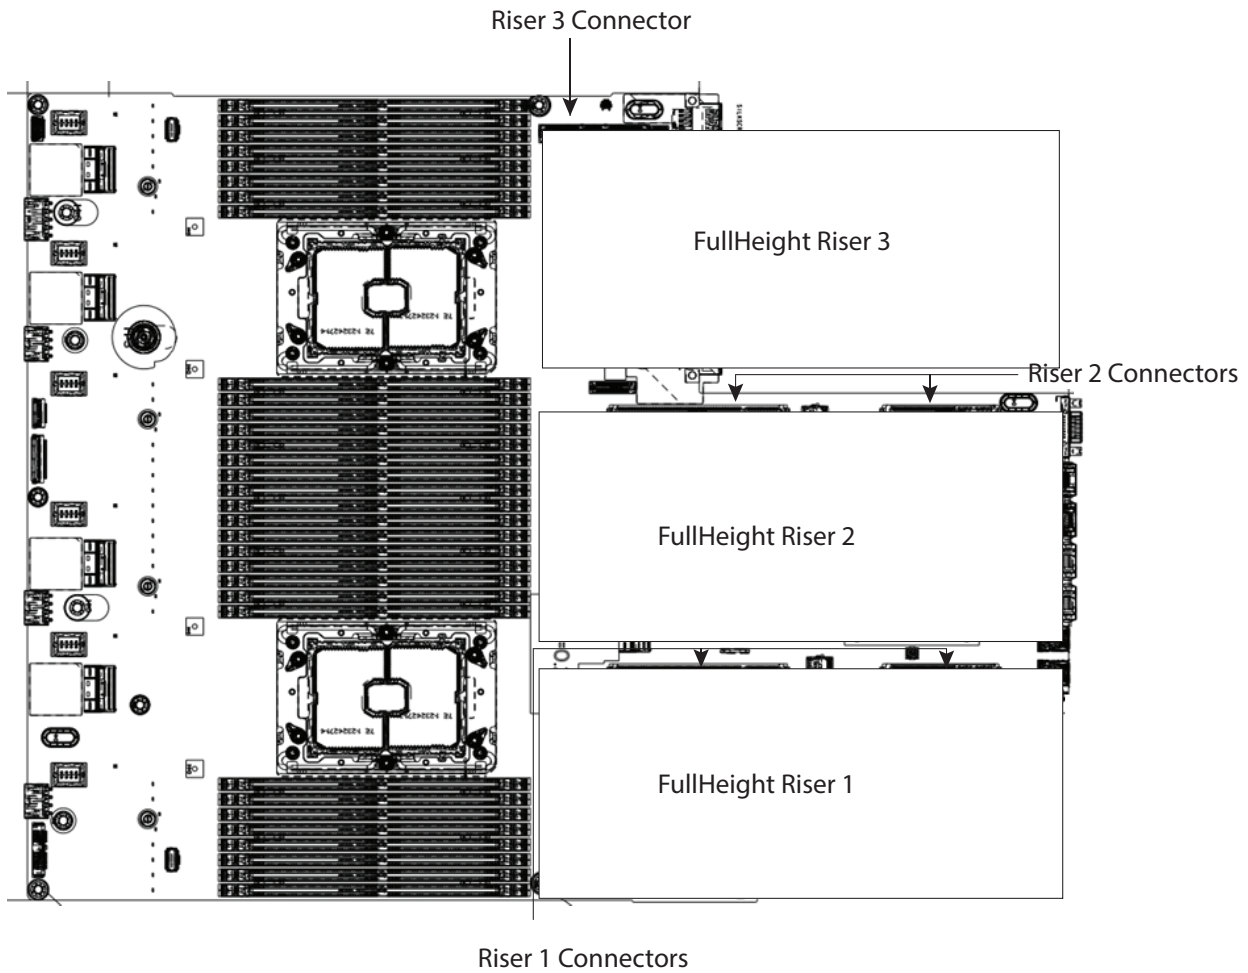 Riser 3 Connector
FullHeight Riser 3
Riser 2 Connectors
FullHeight Riser 2
FullHeight Riser 1
Riser 1 Connectors